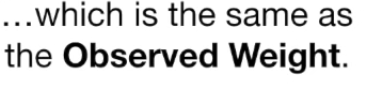 ...which is the same as
the Observed Weight.